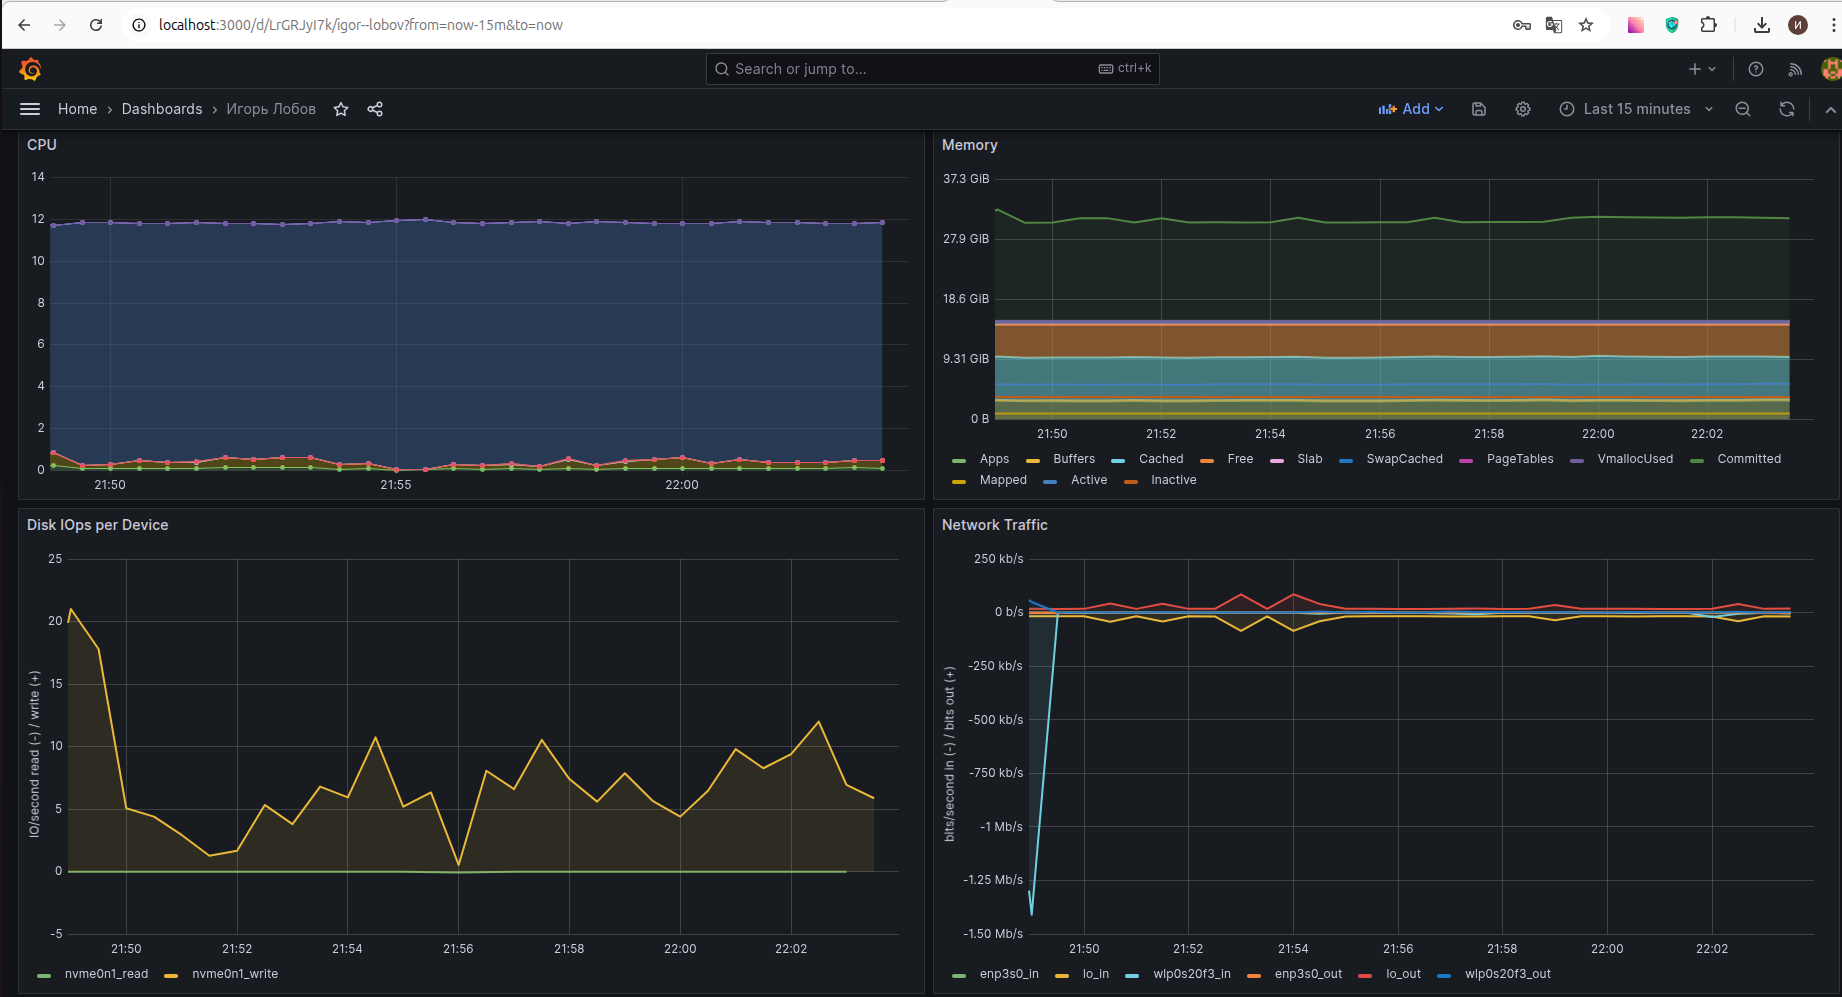 localhost:3000/d/LrGRJyI7k/igor--lobov?from=now-15m&to=now
И
Search or jump to...
ctrl+k
Home › Dashboards › Игорь Лобов
Add
Last 15 minutes
CPU
14
12
10
8
6
4
2
0
21:50 21:55 22:00
Memory
37.3 GiB
27.9 GiB
18.6 GiB
9.31 GiB
0 B
21:50 21:52 21:54 21:56 21:58 22:00 22:02
Apps Buffers Cached Free Slab SwapCached PageTables VmallocUsed Committed
Mapped Active Inactive
Disk IOps per Device
IO/second read (-) / write (+)
25
20
15
10
5
0
-5
21:50 21:52 21:54 21:56 21:58 22:00 22:02
nvme0n1_read nvme0n1_write
Network Traffic
bits/second in (-) / bits out (+)
250 kb/s
0 b/s
-250 kb/s
-500 kb/s
-750 kb/s
-1 Mb/s
-1.25 Mb/s
-1.50 Mb/s
21:50 21:52 21:54 21:56 21:58 22:00 22:02
enp3s0_in lo_in wlp0s20f3_in enp3s0_out lo_out wlp0s20f3_out